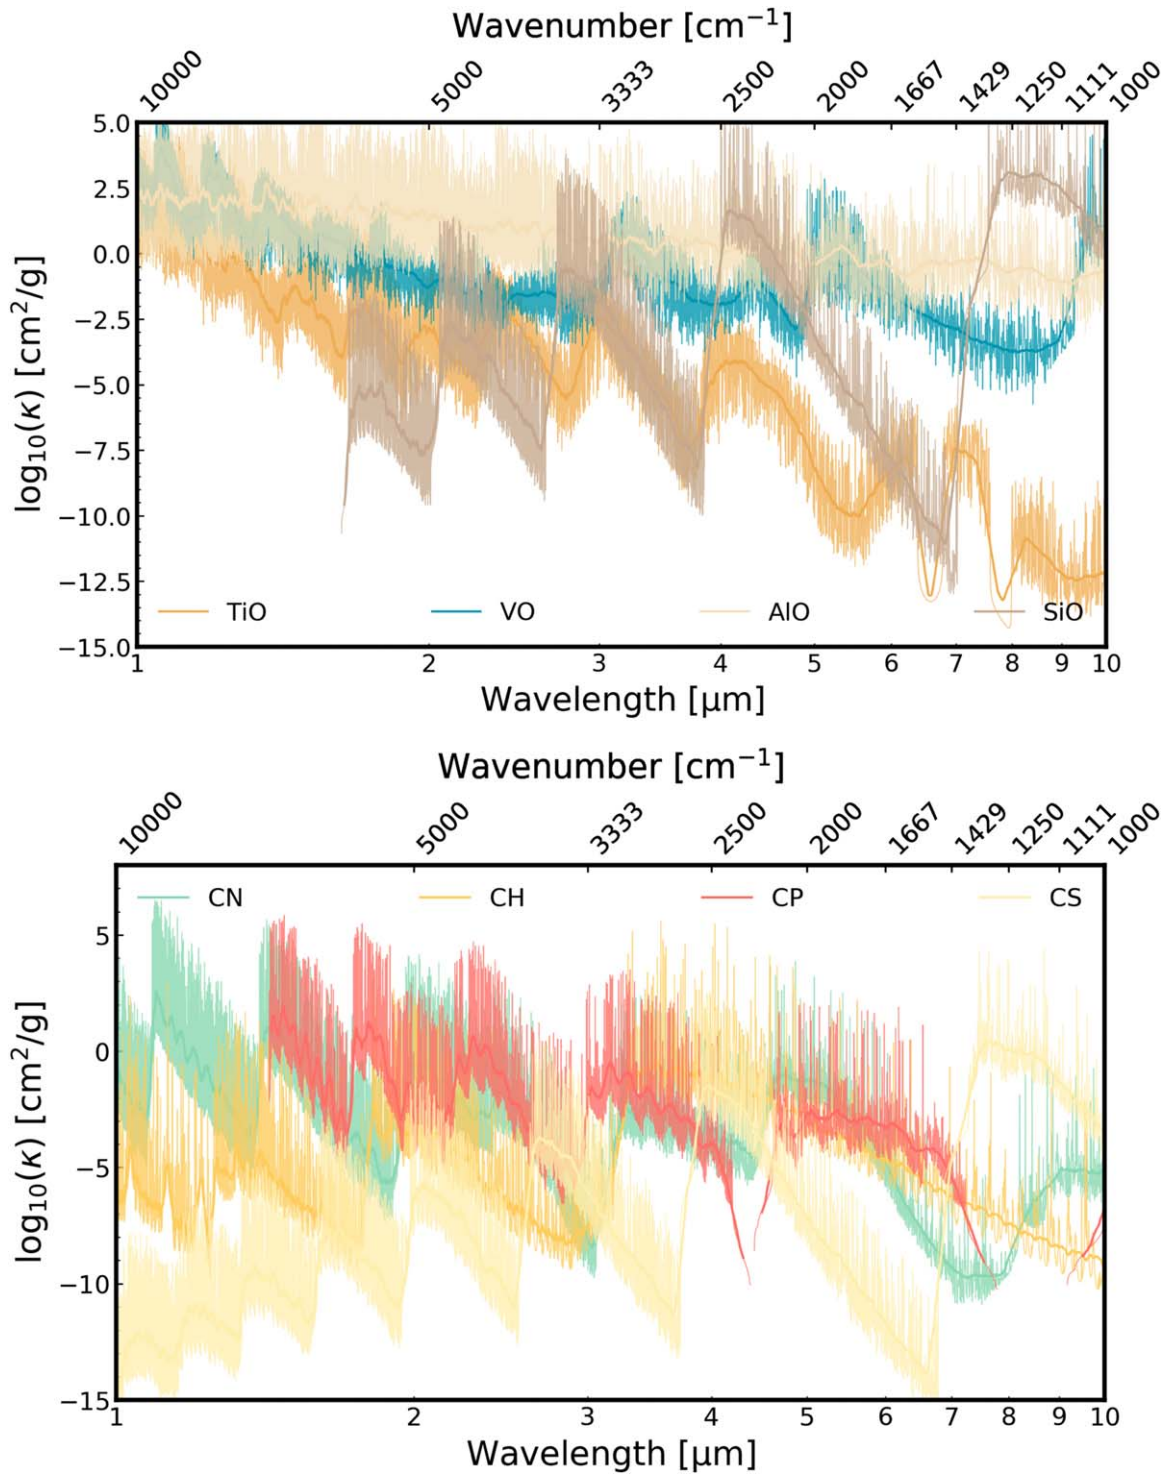 Wavenumber [cm⁻¹]
10000 5000 3333 2500 2000 1667 1429 1250 1111 1000
5.0
2.5
0.0
−2.5
−5.0
−7.5
−10.0
−12.5
−15.0
log₁₀(κ) [cm²/g]
TiO VO AlO SiO
1 2 3 4 5 6 7 8 9 10
Wavelength [μm]
Wavenumber [cm⁻¹]
10000 5000 3333 2500 2000 1667 1429 1250 1111 1000
CN CH CP CS
5
0
−5
−10
−15
log₁₀(κ) [cm²/g]
1 2 3 4 5 6 7 8 9 10
Wavelength [μm]